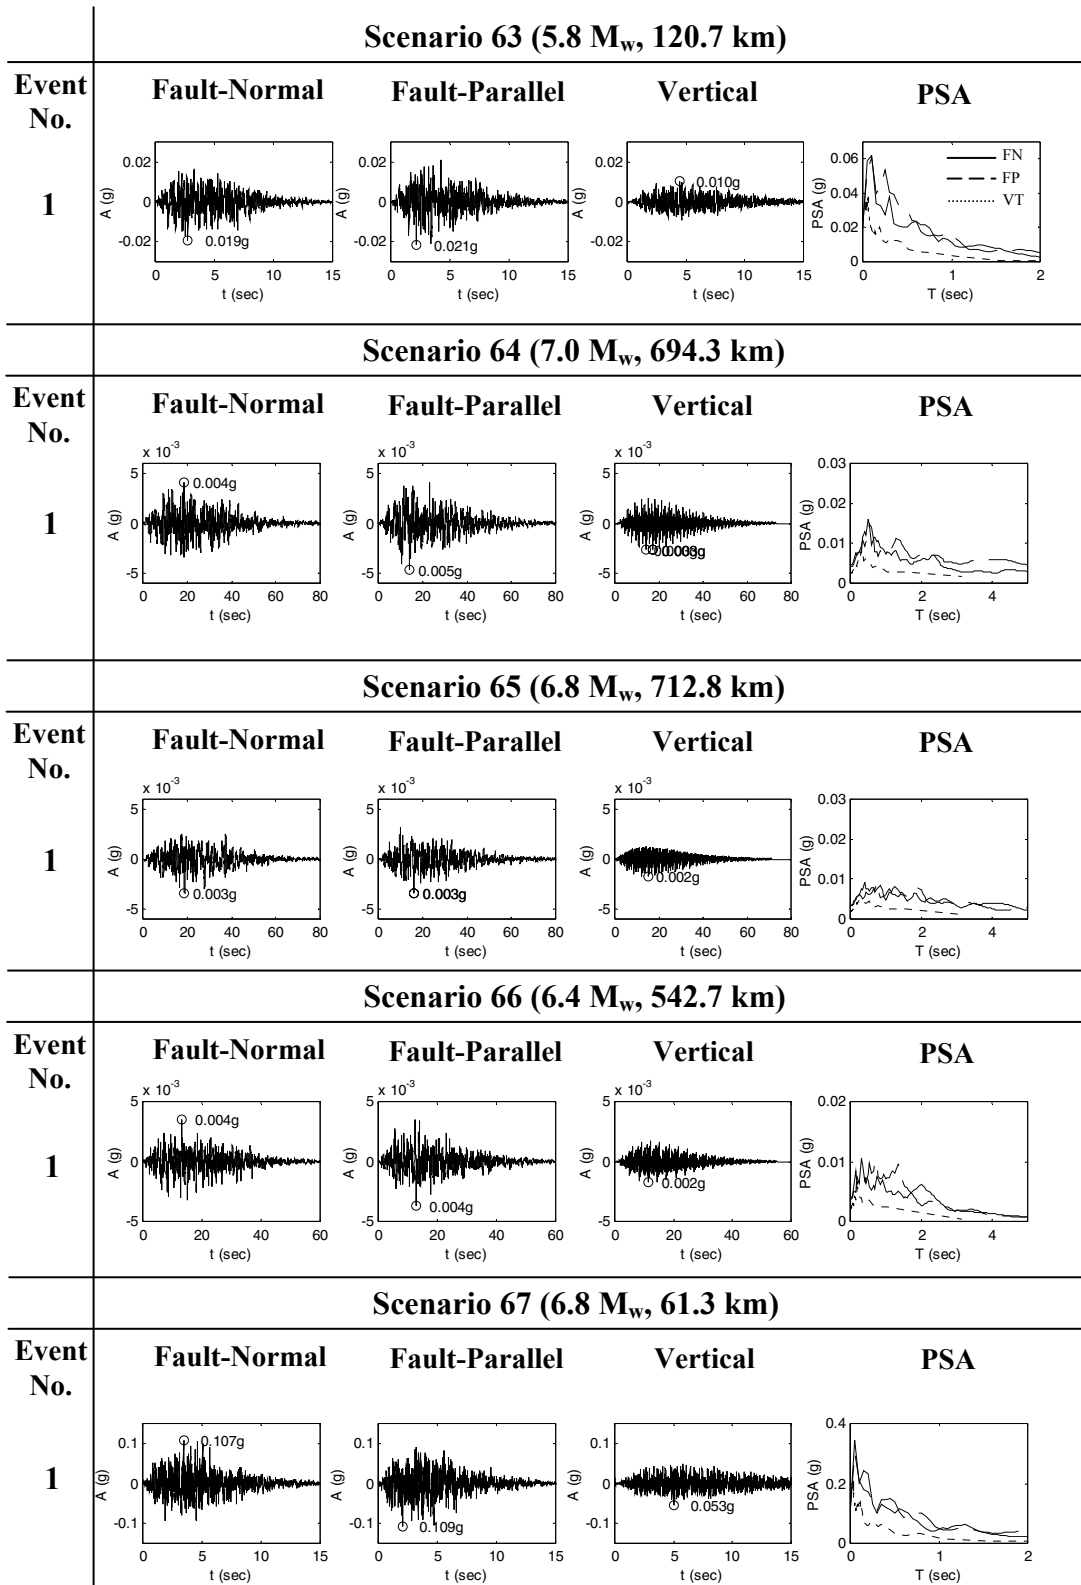 Scenario 63 (5.8 Mw, 120.7 km)
Event No.
Fault-Normal
Fault-Parallel
Vertical
PSA
1
0.02
0
-0.02
A (g)
0.019g
0 5 10 15
t (sec)
0.02
0
-0.02
A (g)
0.021g
0 5 10 15
t (sec)
0.02
0
-0.02
A (g)
0.010g
0 5 10 15
t (sec)
0.06
0.04
0.02
0
PSA (g)
FN
FP
VT
0 1 2
T (sec)
Scenario 64 (7.0 Mw, 694.3 km)
Event No.
Fault-Normal
Fault-Parallel
Vertical
PSA
1
x 10-3
5
0
-5
A (g)
0.004g
0 20 40 60 80
t (sec)
x 10-3
5
0
-5
A (g)
0.005g
0 20 40 60 80
t (sec)
x 10-3
5
0
-5
A (g)
0 20 40 60 80
t (sec)
0.03
0.02
0.01
0
PSA (g)
0 2 4
T (sec)
Scenario 65 (6.8 Mw, 712.8 km)
Event No.
Fault-Normal
Fault-Parallel
Vertical
PSA
1
x 10-3
5
0
-5
A (g)
0.003g
0 20 40 60 80
t (sec)
x 10-3
5
0
-5
A (g)
0.003g
0 20 40 60 80
t (sec)
x 10-3
5
0
-5
A (g)
0.002g
0 20 40 60 80
t (sec)
0.03
0.02
0.01
0
PSA (g)
0 2 4
T (sec)
Scenario 66 (6.4 Mw, 542.7 km)
Event No.
Fault-Normal
Fault-Parallel
Vertical
PSA
1
x 10-3
5
0
-5
A (g)
0.004g
0 20 40 60
t (sec)
x 10-3
5
0
-5
A (g)
0.004g
0 20 40 60
t (sec)
x 10-3
5
0
-5
A (g)
0.002g
0 20 40 60
t (sec)
0.02
0.01
0
PSA (g)
0 2 4
T (sec)
Scenario 67 (6.8 Mw, 61.3 km)
Event No.
Fault-Normal
Fault-Parallel
Vertical
PSA
1
0.1
0
-0.1
A (g)
0.107g
0 5 10 15
t (sec)
0.1
0
-0.1
A (g)
0.109g
0 5 10 15
t (sec)
0.1
0
-0.1
A (g)
0.053g
0 5 10 15
t (sec)
0.4
0.2
0
PSA (g)
0 1 2
T (sec)